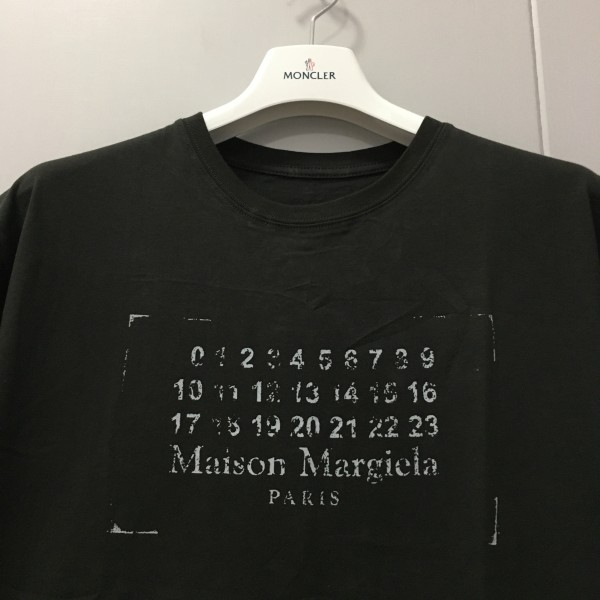 MONCLER
0 1 2 3 4 5 6 7 8 9
10 11 12 13 14 15 16
17 18 19 20 21 22 23
Maison Margiela
PARIS